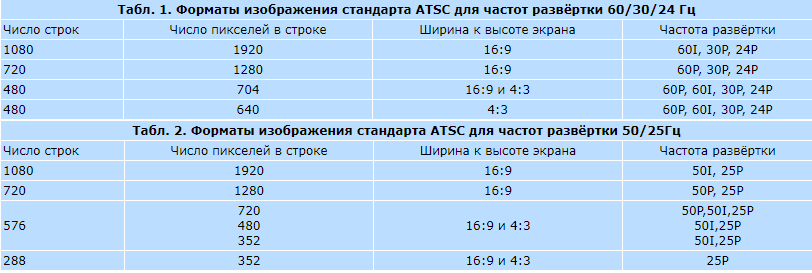 Табл. 1. Форматы изображения стандарта ATSC для частот развёртки 60/30/24 Гц
Число строк Число пикселей в строке Ширина к высоте экрана Частота развёртки
1080 1920 16:9 60I, 30P, 24P
720 1280 16:9 60P, 30P, 24P
480 704 16:9 и 4:3 60P, 60I, 30P, 24P
480 640 4:3 60P, 60I, 30P, 24P
Табл. 2. Форматы изображения стандарта ATSC для частот развёртки 50/25Гц
Число строк Число пикселей в строке Ширина к высоте экрана Частота развёртки
1080 1920 16:9 50I, 25P
720 1280 16:9 50P, 25P
720 50P,50I,25P
576 480 16:9 и 4:3 50I,25P
352 50I,25P
288 352 16:9 и 4:3 25P